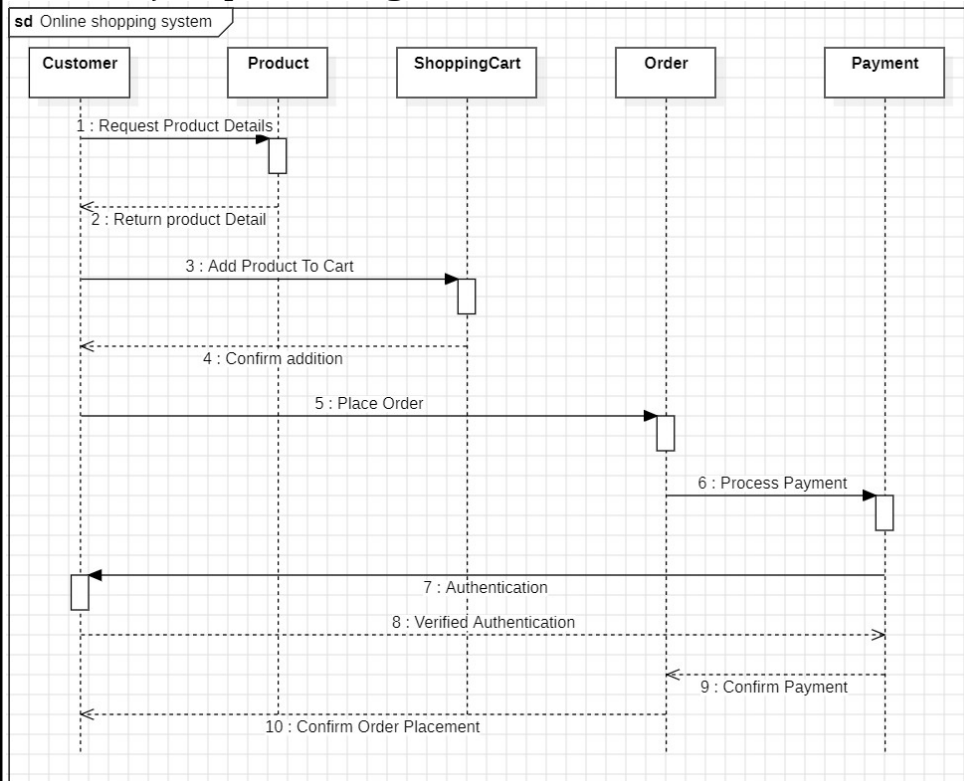 sd Online shopping system
Customer Product ShoppingCart Order Payment
1 : Request Product Details
2 : Return product Detail
3 : Add Product To Cart
4 : Confirm addition
5 : Place Order
6 : Process Payment
7 : Authentication
8 : Verified Authentication
9 : Confirm Payment
10 : Confirm Order Placement